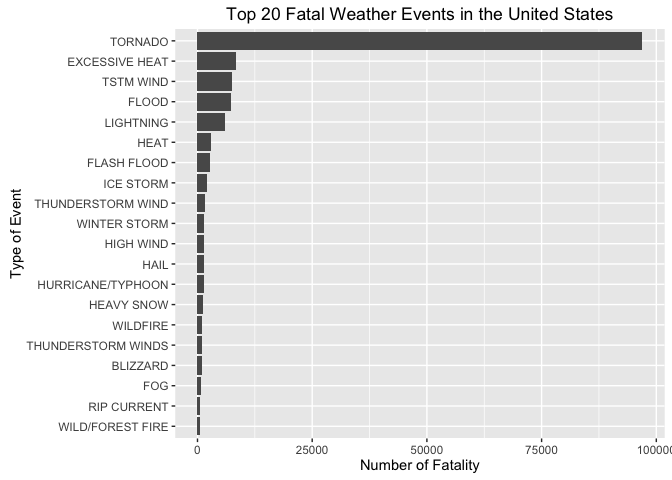 Top 20 Fatal Weather Events in the United States
Type of Event
TORNADO
EXCESSIVE HEAT
TSTM WIND
FLOOD
LIGHTNING
HEAT
FLASH FLOOD
ICE STORM
THUNDERSTORM WIND
WINTER STORM
HIGH WIND
HAIL
HURRICANE/TYPHOON
HEAVY SNOW
WILDFIRE
THUNDERSTORM WINDS
BLIZZARD
FOG
RIP CURRENT
WILD/FOREST FIRE
0 25000 50000 75000 100000
Number of Fatality